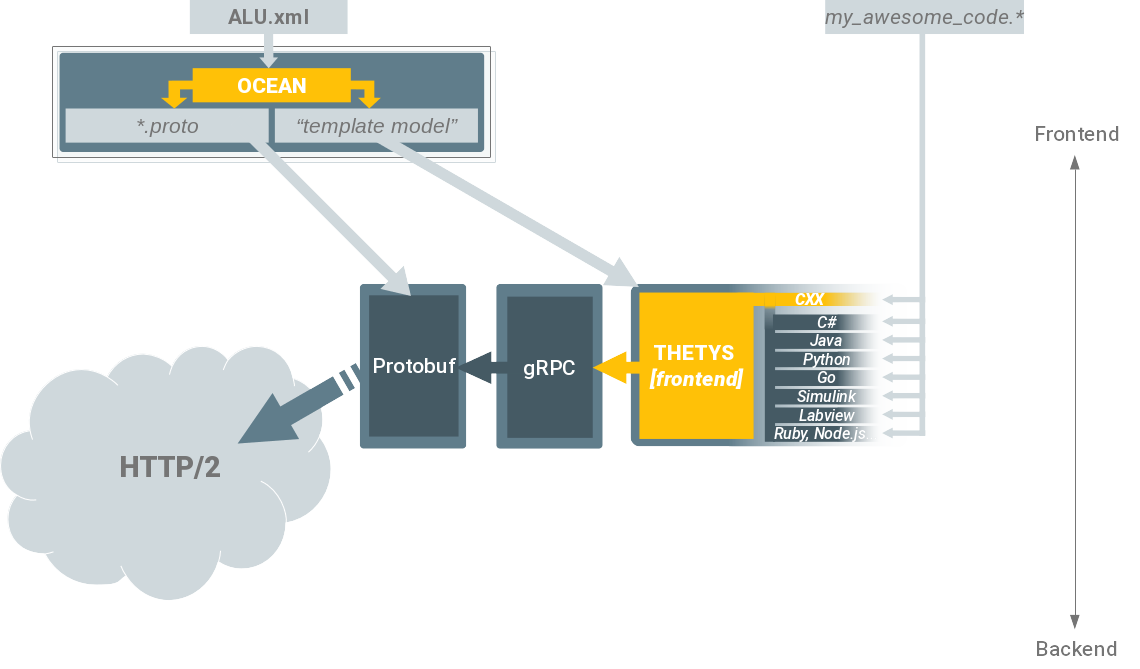 ALU.xml
my_awesome_code.*
OCEAN
*.proto
“template model”
Frontend
CXX
C#
Java
Python
Go
Simulink
Labview
Ruby, Node.js.
THETYS
[frontend]
gRPC
Protobuf
HTTP/2
Backend